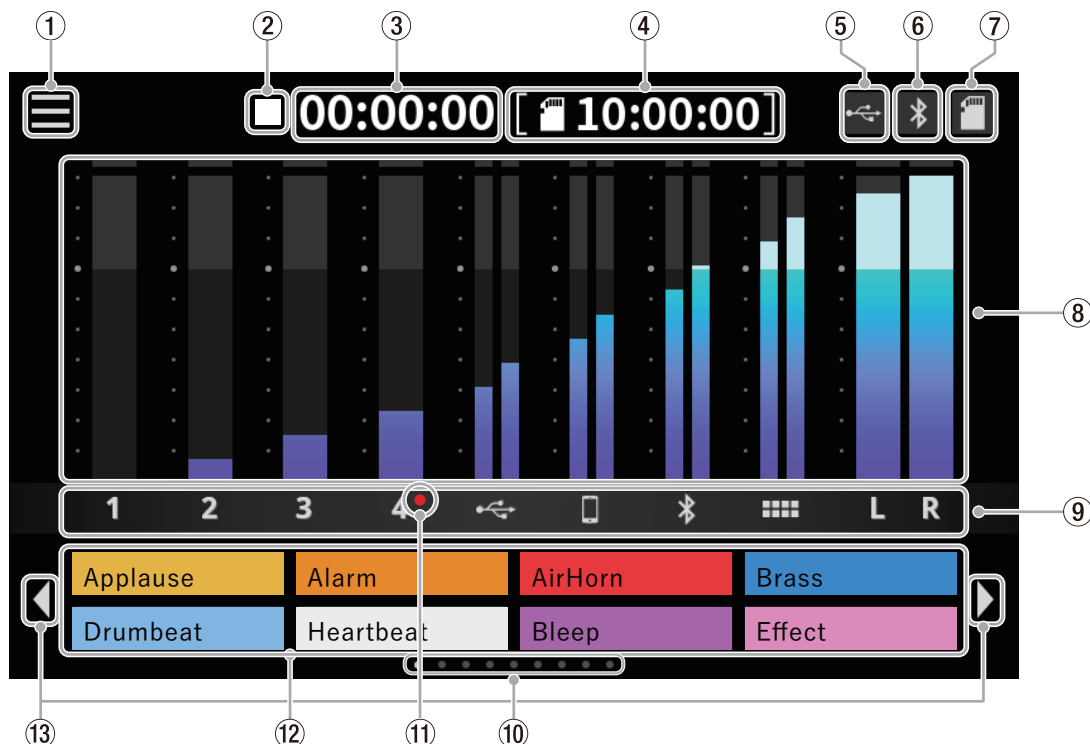 ① ② ③ ④ ⑤ ⑥ ⑦
00:00:00 [ 10:00:00]
⑧
1 2 3 4 L R
⑨
Applause Alarm AirHorn Brass
Drumbeat Heartbeat Bleep Effect
⑬ ⑫ ⑪ ⑩